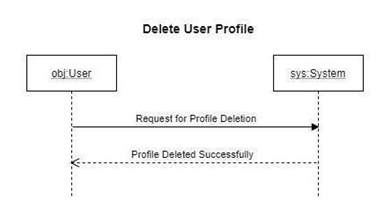 Delete User Profile
obj:User
sys:System
Request for Profile Deletion
Profile Deleted Successfully